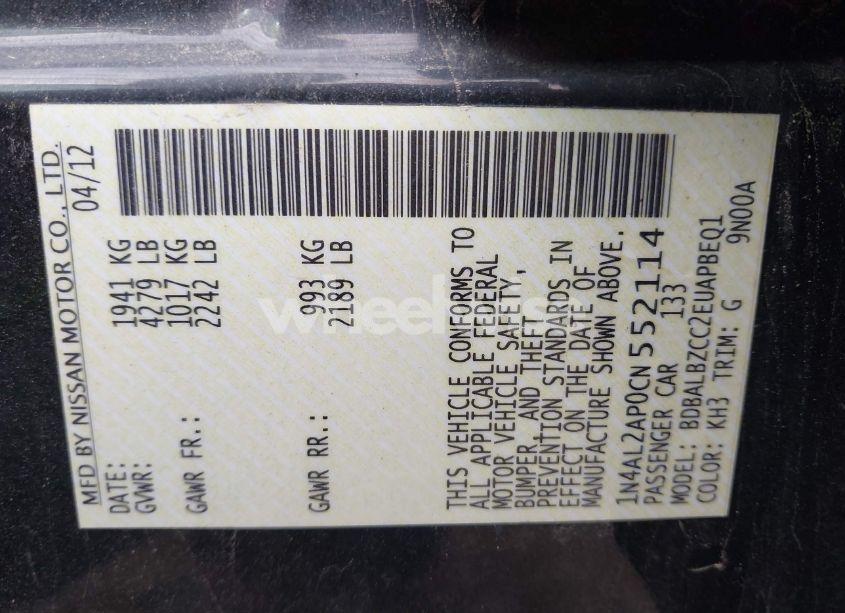 MFD BY NISSAN MOTOR CO., LTD.
DATE: 04/12
GVWR: 1941 KG
4279 LB
GAWR FR.: 1017 KG
2242 LB
GAWR RR.: 993 KG
2189 LB
THIS VEHICLE CONFORMS TO
ALL APPLICABLE FEDERAL
MOTOR VEHICLE SAFETY,
BUMPER, AND THEFT
PREVENTION STANDARDS IN
EFFECT ON THE DATE OF
MANUFACTURE SHOWN ABOVE.
1N4AL2AP0CN552114
PASSENGER CAR 133
MODEL: BDBALBZCC2EUAPBEQ1
COLOR: KH3 TRIM: G 9N00A